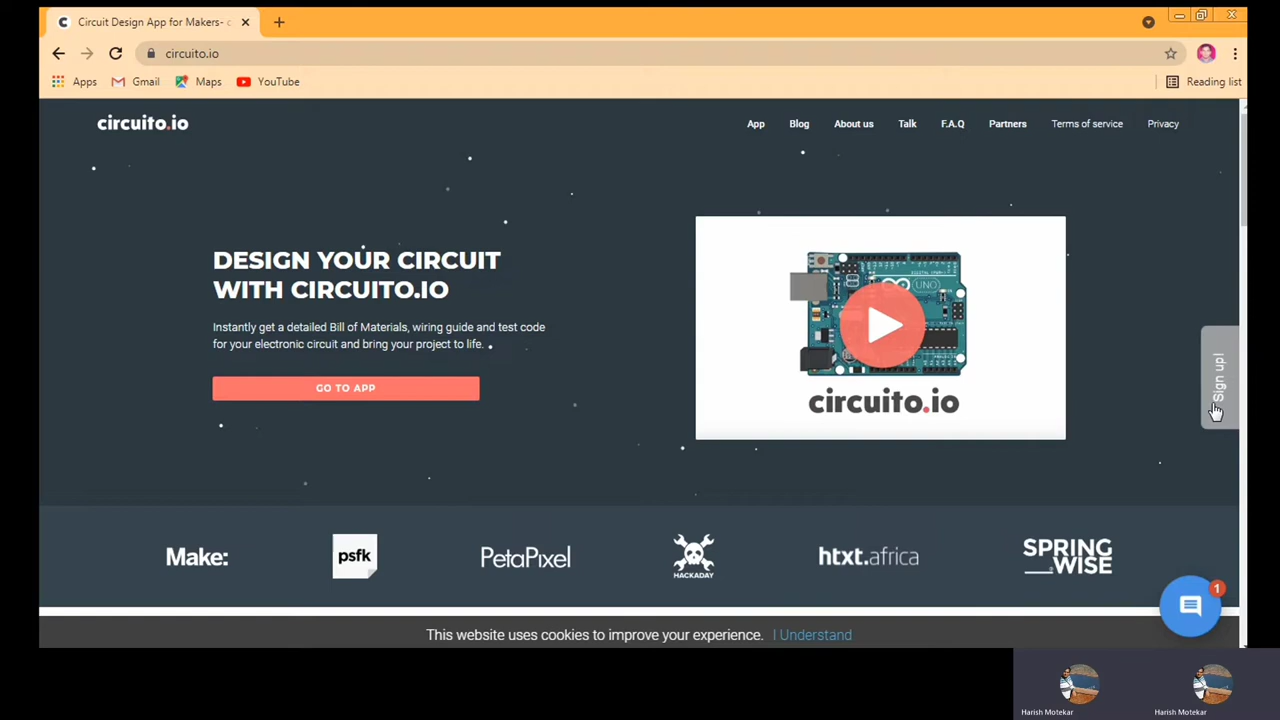 Circuit Design App for Makers- c
circuito.io
Apps Gmail Maps YouTube Reading list
circuito.io
App Blog About us Talk F.A.Q Partners Terms of service Privacy
DESIGN YOUR CIRCUIT
WITH CIRCUITO.IO
Instantly get a detailed Bill of Materials, wiring guide and test code
for your electronic circuit and bring your project to life.
GO TO APP
UNO
circuito.io
Sign up!
Make:
psfk
PetaPixel
HACKADAY
htxt.africa
SPRING
WISE
1
This website uses cookies to improve your experience. I Understand
Harish Motekar
Harish Motekar